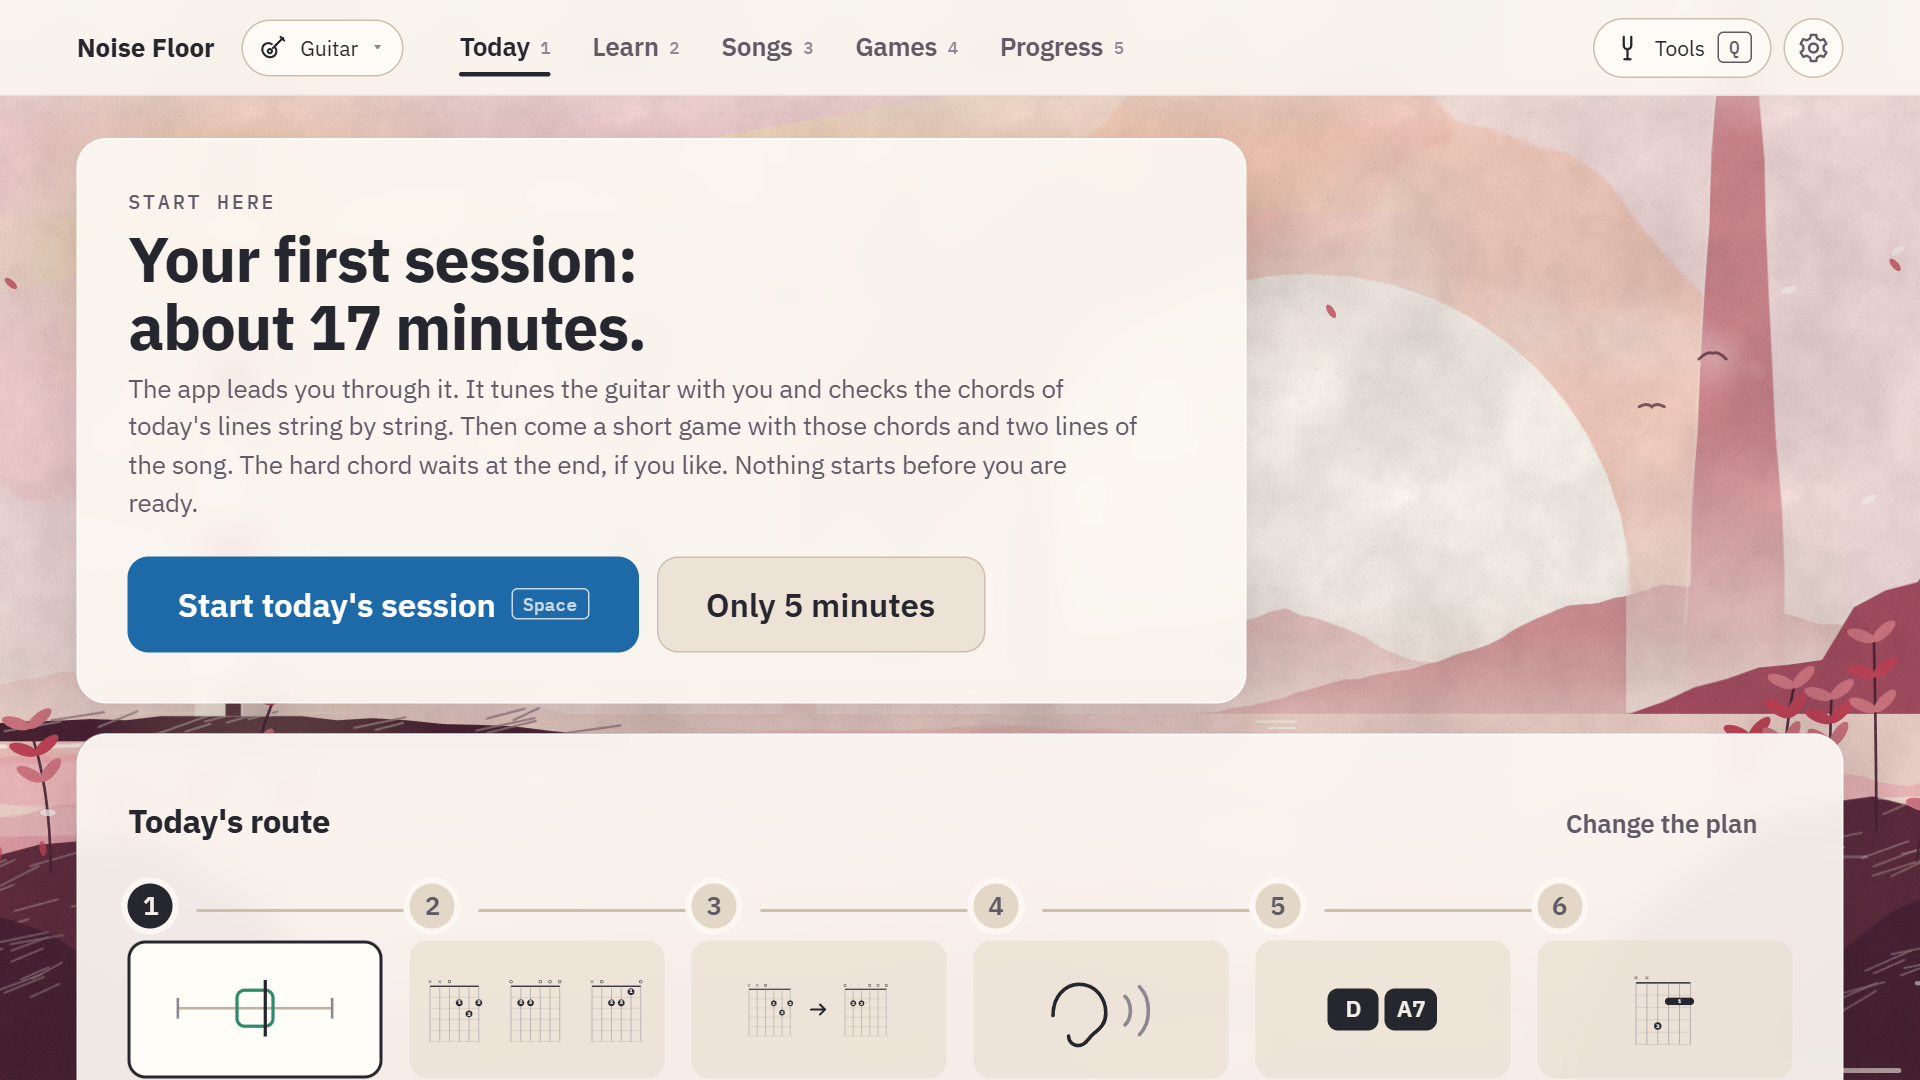 Noise Floor
Guitar
Today 1
Learn 2
Songs 3
Games 4
Progress 5
Tools Q
START HERE
Your first session:
about 17 minutes.
The app leads you through it. It tunes the guitar with you and checks the chords of
today's lines string by string. Then come a short game with those chords and two lines of
the song. The hard chord waits at the end, if you like. Nothing starts before you are
ready.
Start today's session Space
Only 5 minutes
Today's route
Change the plan
1 2 3 4 5 6
D A7